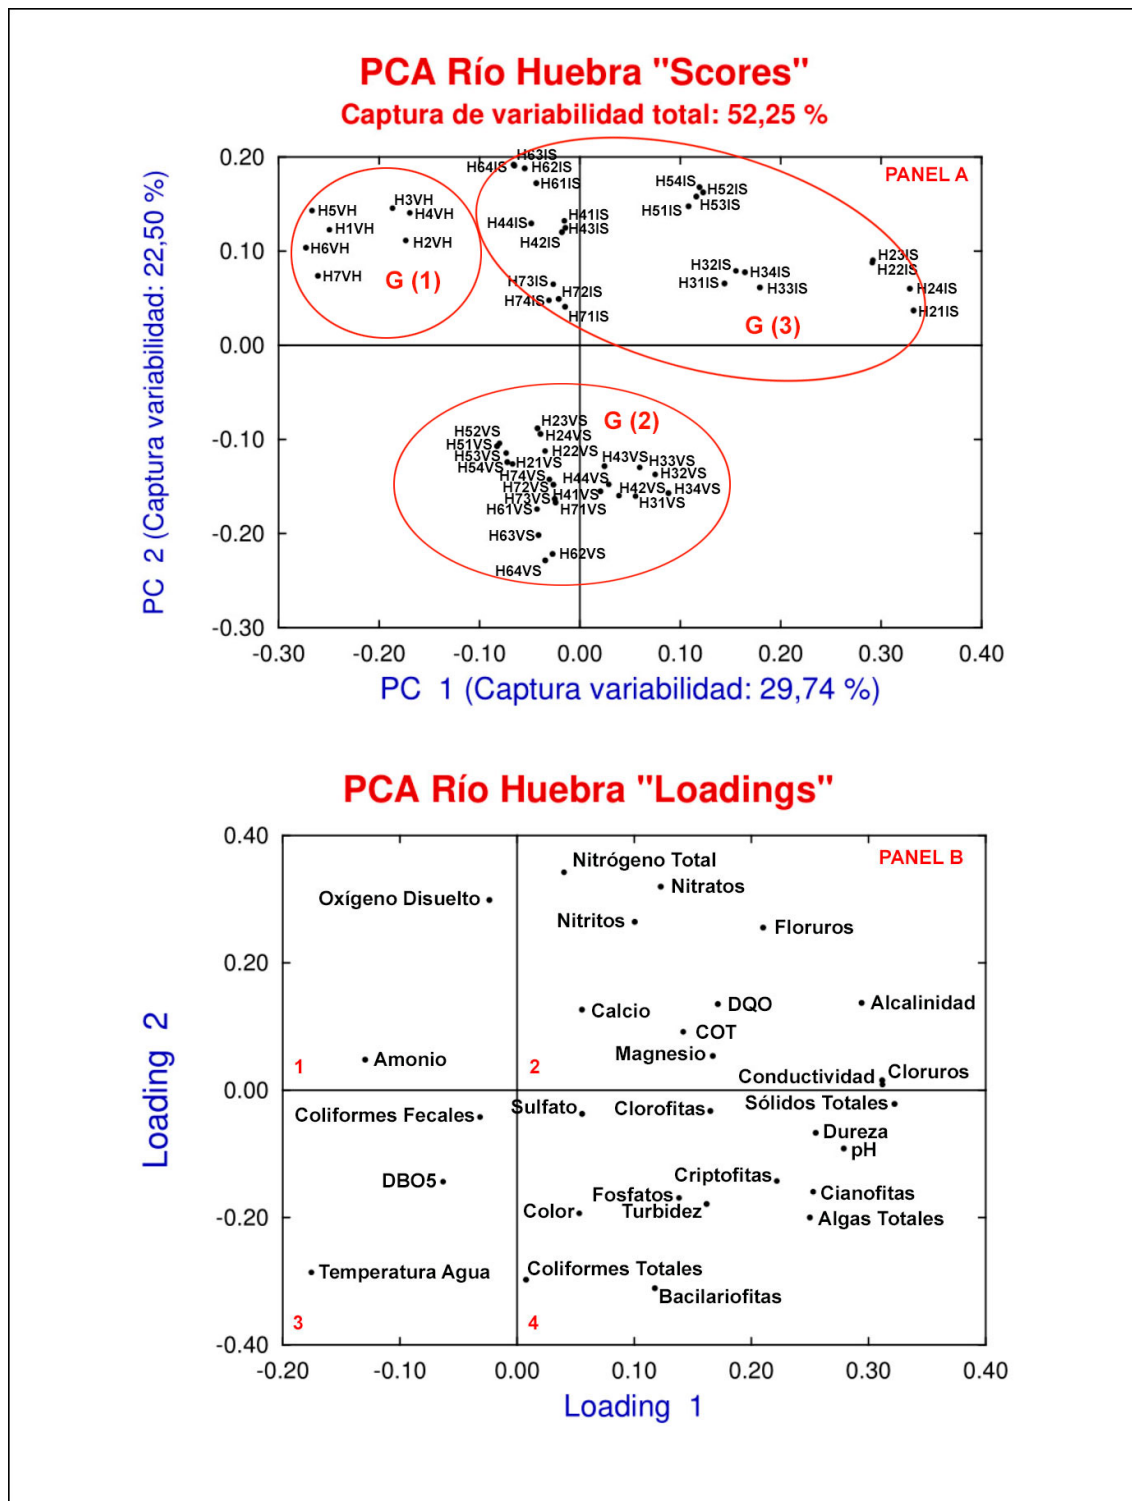 PCA Río Huebra "Scores"
Captura de variabilidad total: 52,25 %
PANEL A
PC 2 (Captura variabilidad: 22,50 %)
0.20
0.10
0.00
-0.10
-0.20
-0.30
H63IS
H64IS
H62IS
H61IS
H54IS
H52IS
H53IS
H51IS
H5VH
H3VH
H4VH
H1VH
H2VH
H6VH
H7VH
G (1)
H44IS
H41IS
H43IS
H42IS
H23IS
H22IS
H32IS
H34IS
H31IS
H33IS
H24IS
H21IS
H73IS
H72IS
H74IS
H71IS
G (3)
H23VS
G (2)
H52VS
H24VS
H51VS
H22VS
H53VS
H21VS
H43VS
H33VS
H54VS
H74VS
H44VS
H32VS
H72VS
H42VS
H34VS
H73VS
H41VS
H31VS
H61VS
H71VS
H63VS
H62VS
H64VS
-0.30
-0.20
-0.10
0.00
0.10
0.20
0.30
0.40
PC 1 (Captura variabilidad: 29,74 %)
PCA Río Huebra "Loadings"
PANEL B
Loading 2
0.40
0.20
0.00
-0.20
-0.40
Nitrógeno Total
Nitratos
Oxígeno Disuelto
Nitritos
Floruros
Calcio
DQO
Alcalinidad
COT
Magnesio
Amonio
1
2
Conductividad
Cloruros
Sólidos Totales
Coliformes Fecales
Sulfato
Clorofitas
Dureza
pH
DBO5
Criptofitas
Fosfatos
Cianofitas
Color
Turbidez
Algas Totales
Temperatura Agua
Coliformes Totales
Bacilariofitas
3
4
-0.20
-0.10
0.00
0.10
0.20
0.30
0.40
Loading 1